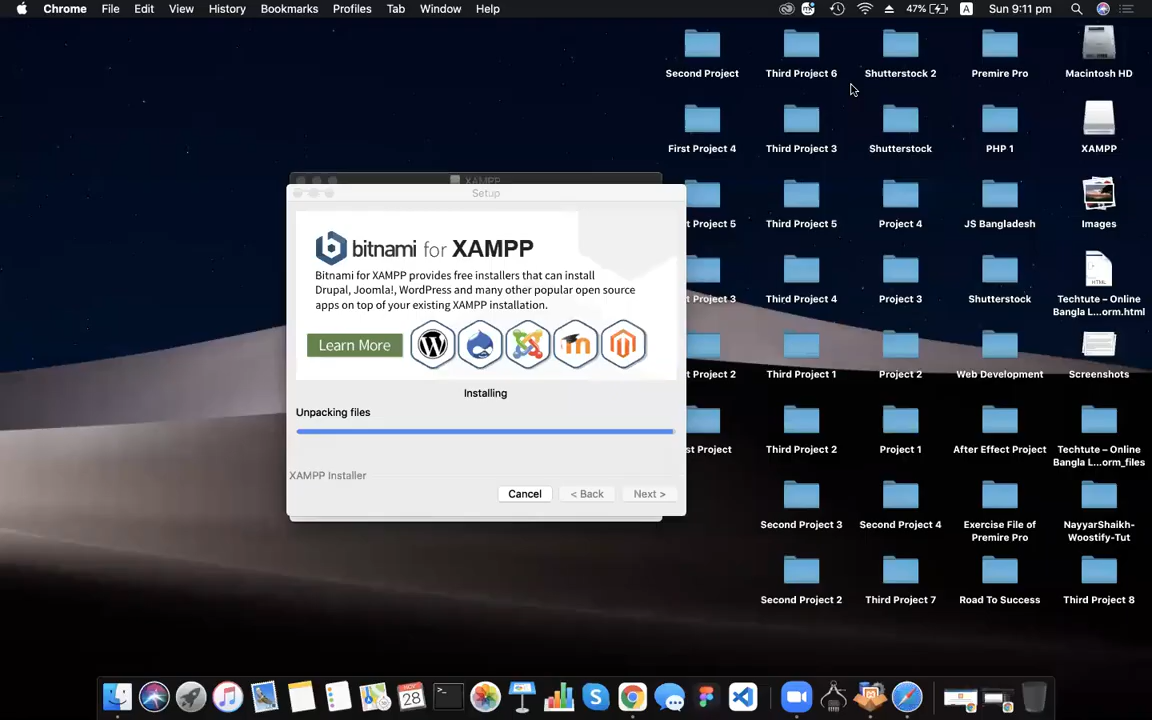 Chrome File Edit View History Bookmarks Profiles Tab Window Help 47% A Sun 9:11 pm
Second Project Third Project 6 Shutterstock 2 Premire Pro Macintosh HD
First Project 4 Third Project 3 Shutterstock PHP 1 XAMPP
XAMPP
Setup
t Project 5 Third Project 5 Project 4 JS Bangladesh Images
bitnami for XAMPP
Bitnami for XAMPP provides free installers that can install
Drupal, Joomla!, WordPress and many other popular open source
apps on top of your existing XAMPP installation.
t Project 3 Third Project 4 Project 3 Shutterstock Techtute – Online
Bangla L...orm.html
HTML
Learn More
t Project 2 Third Project 1 Project 2 Web Development Screenshots
Installing
Unpacking files
st Project Third Project 2 Project 1 After Effect Project Techtute – Online
Bangla L...orm_files
XAMPP Installer
Cancel < Back Next >
Second Project 3 Second Project 4 Exercise File of
Premire Pro
NayyarShaikh-
Woostify-Tut
Second Project 2 Third Project 7 Road To Success Third Project 8
NOV
28